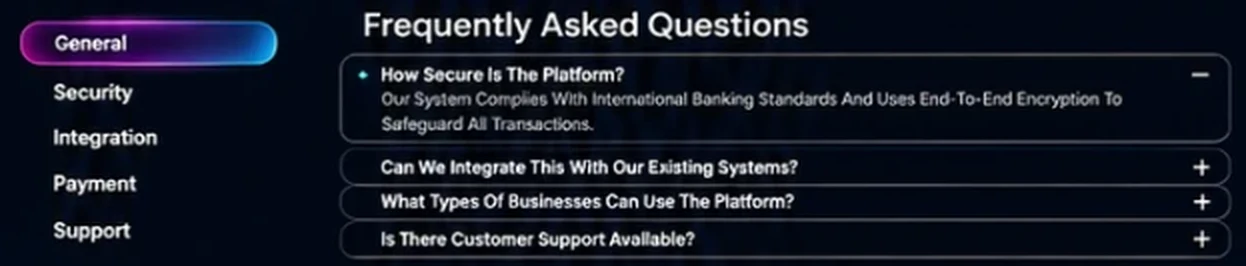 General
Security
Integration
Payment
Support
Frequently Asked Questions
How Secure Is The Platform?
Our System Complies With International Banking Standards And Uses End-To-End Encryption To
Safeguard All Transactions.
Can We Integrate This With Our Existing Systems?
What Types Of Businesses Can Use The Platform?
Is There Customer Support Available?